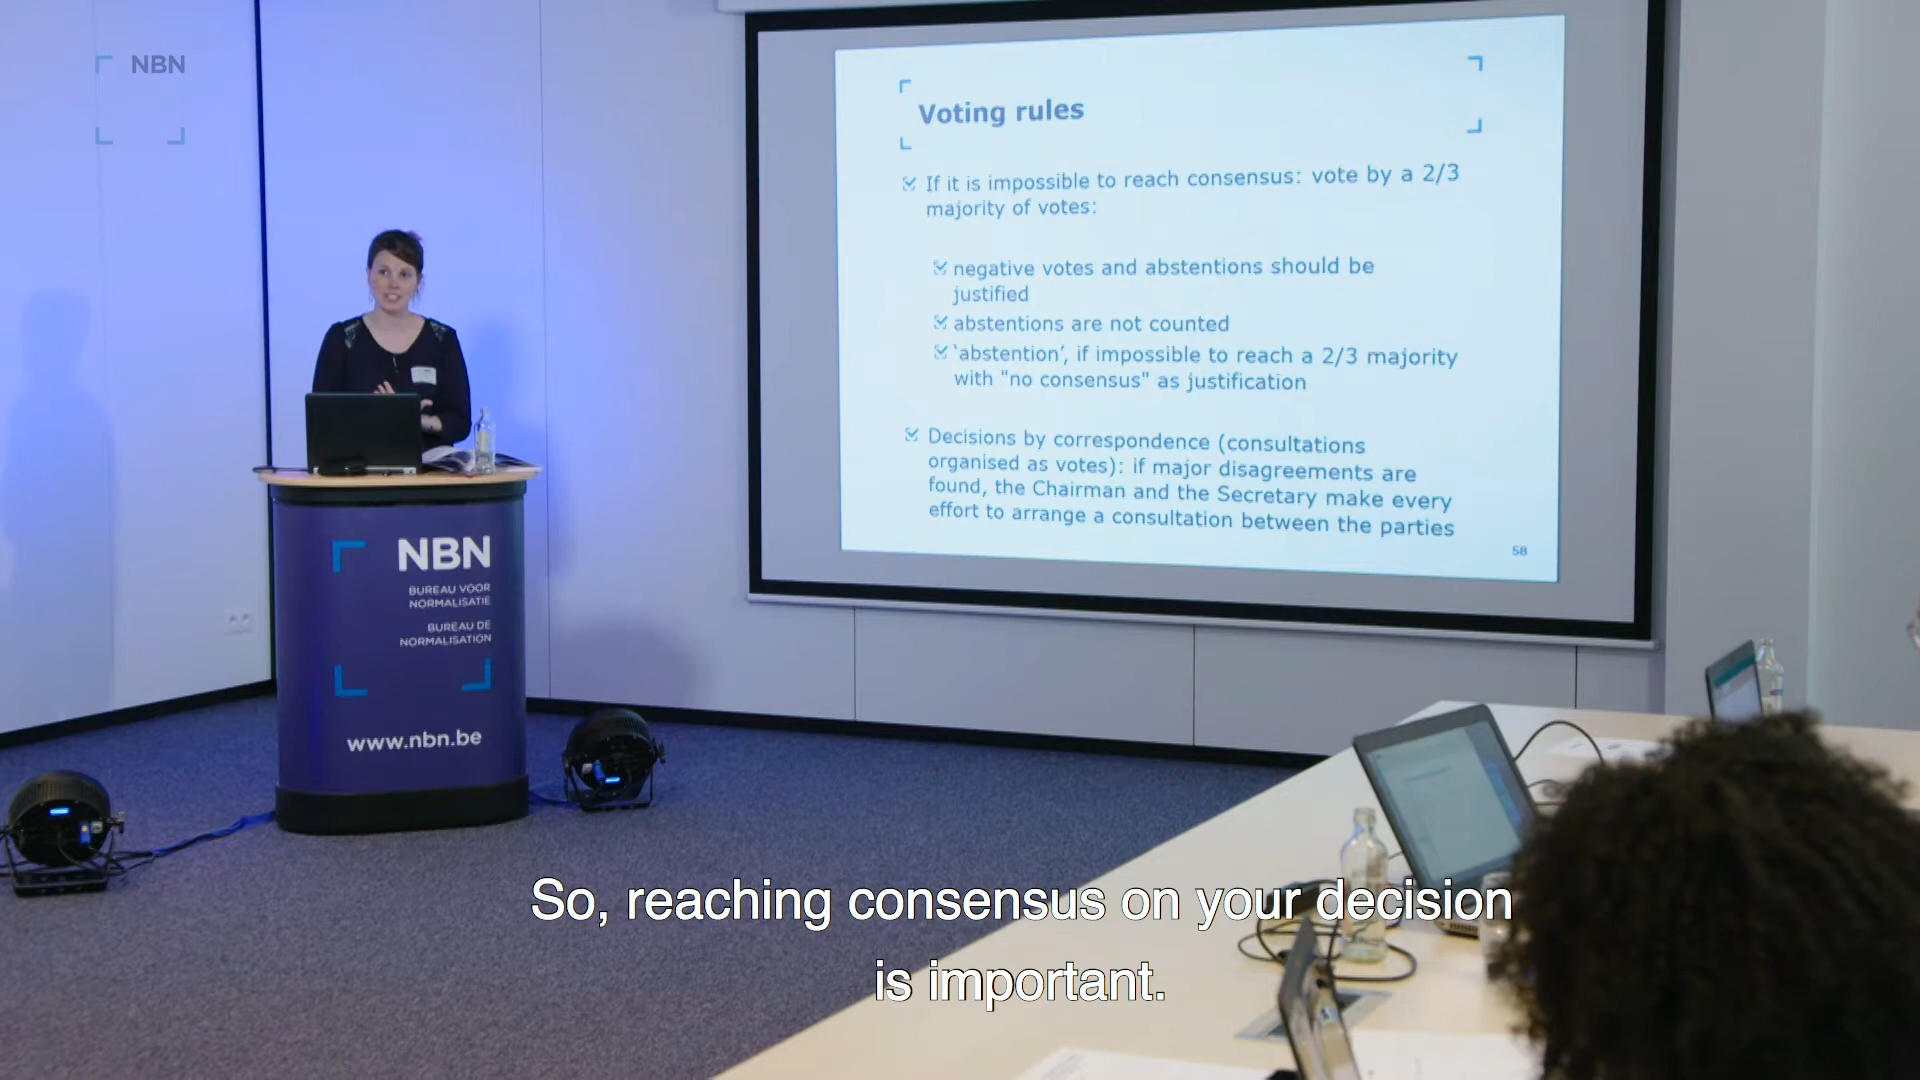 NBN
Voting rules
If it is impossible to reach consensus: vote by a 2/3
majority of votes:
negative votes and abstentions should be
justified
abstentions are not counted
‘abstention’, if impossible to reach a 2/3 majority
with "no consensus" as justification
Decisions by correspondence (consultations
organised as votes): if major disagreements are
found, the Chairman and the Secretary make every
effort to arrange a consultation between the parties
58
NBN
BUREAU VOOR
NORMALISATIE
BUREAU DE
NORMALISATION
www.nbn.be
So, reaching consensus on your decision
is important.